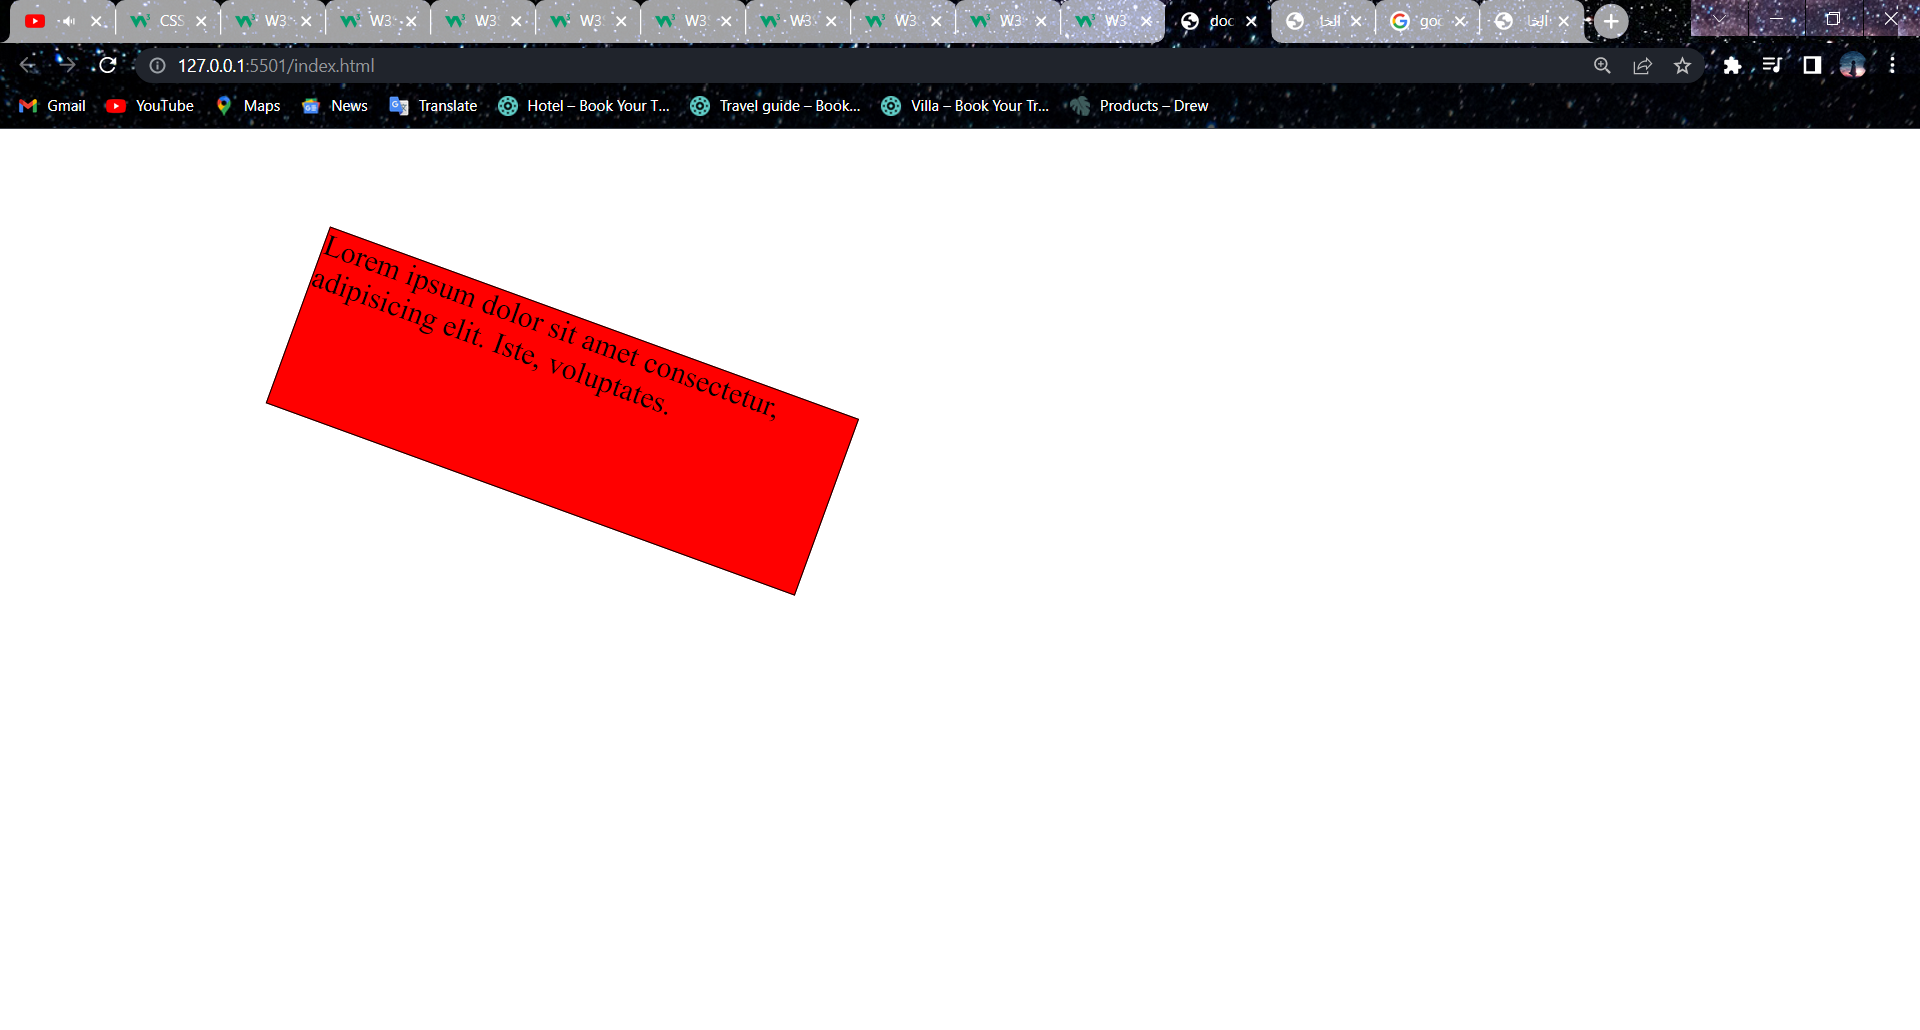 CSS W3 W3 W3 W3 W3 W3 W3 W3 W3 doc الخا goo الخا
127.0.0.1:5501/index.html
Gmail YouTube Maps News Translate Hotel – Book Your T... Travel guide – Book... Villa – Book Your Tr... Products – Drew
Lorem ipsum dolor sit amet consectetur,
adipisicing elit. Iste, voluptates.